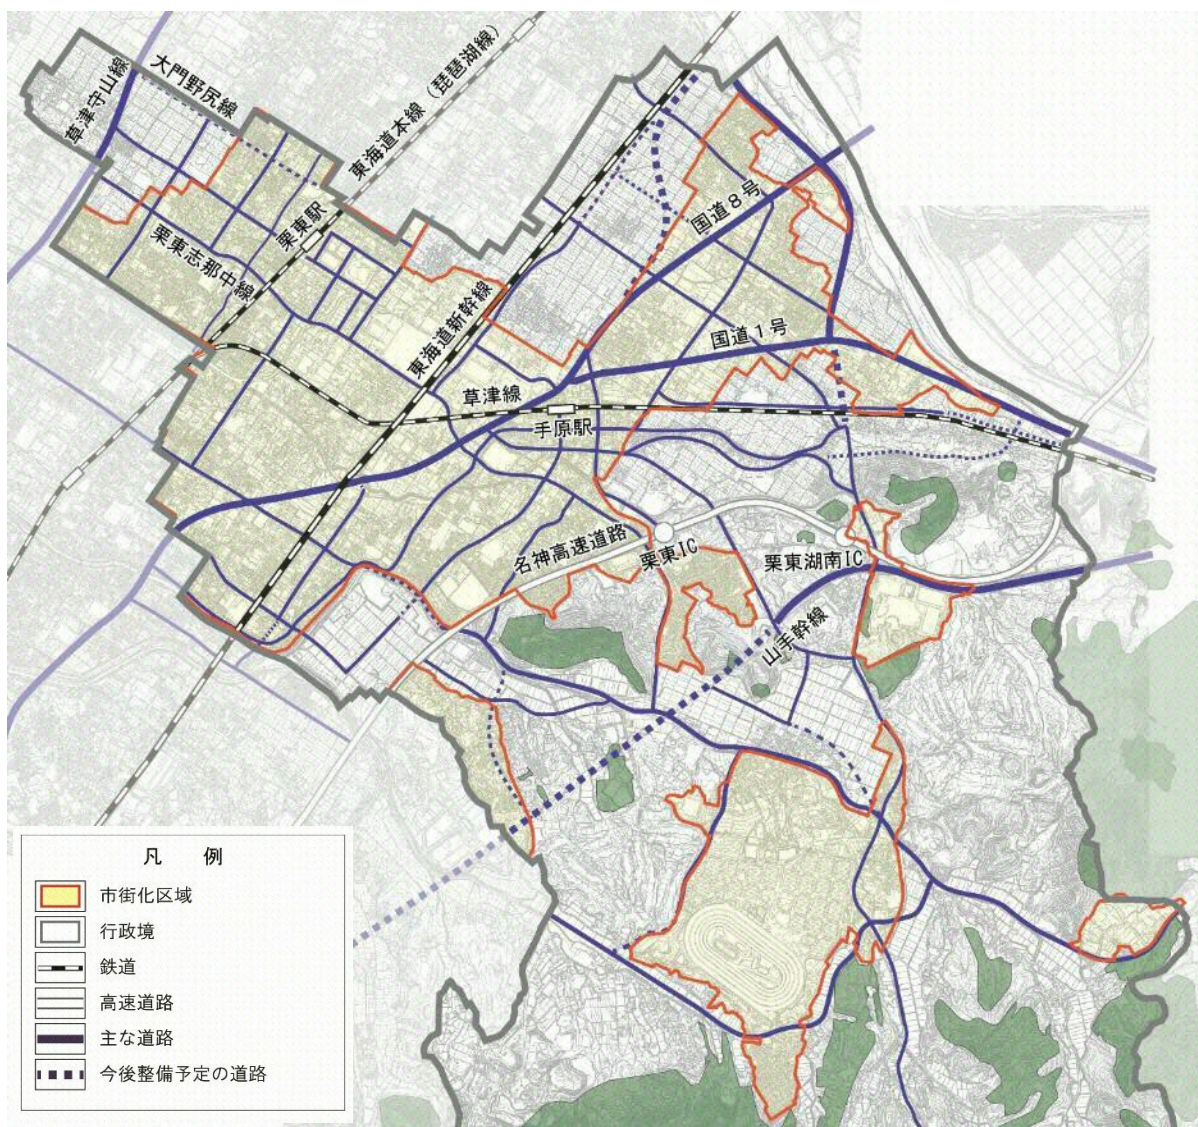 草津守山線
大門野尻線
東海道本線（琵琶湖線）
栗東駅
栗東志那中線
東海道新幹線
国道８号
国道１号
草津線
手原駅
名神高速道路
栗東IC
栗東湖南IC
山手幹線
凡　例
市街化区域
行政境
鉄道
高速道路
主な道路
今後整備予定の道路